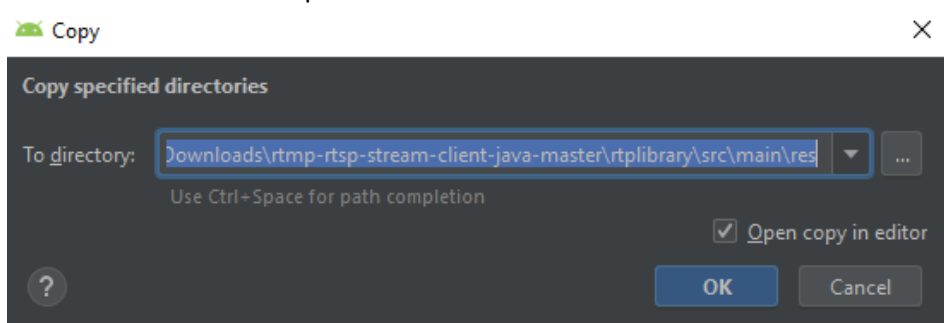 Copy
Copy specified directories
To directory: Downloads\rtmp-rtsp-stream-client-java-master\rtplibrary\src\main\res ...
Use Ctrl+Space for path completion
Open copy in editor
? OK Cancel